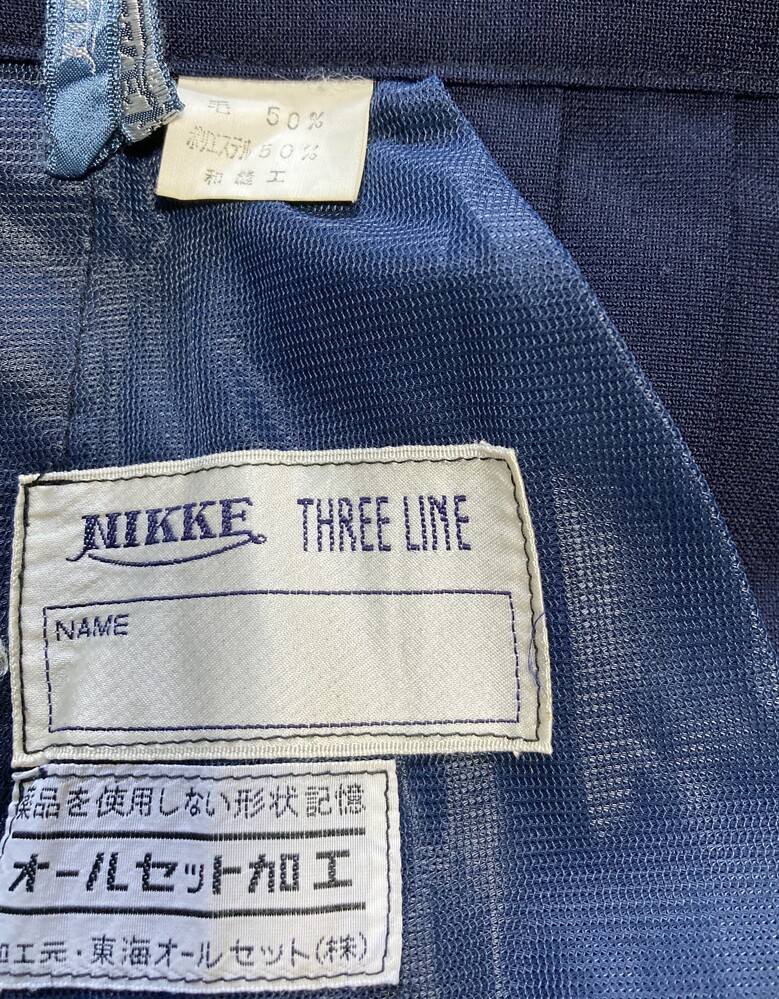 毛 50%
ポリエステル50%
和縫工
NIKKE THREE LINE
NAME
薬品を使用しない形状記憶
オールセット加工
加工元・東海オールセット(株)